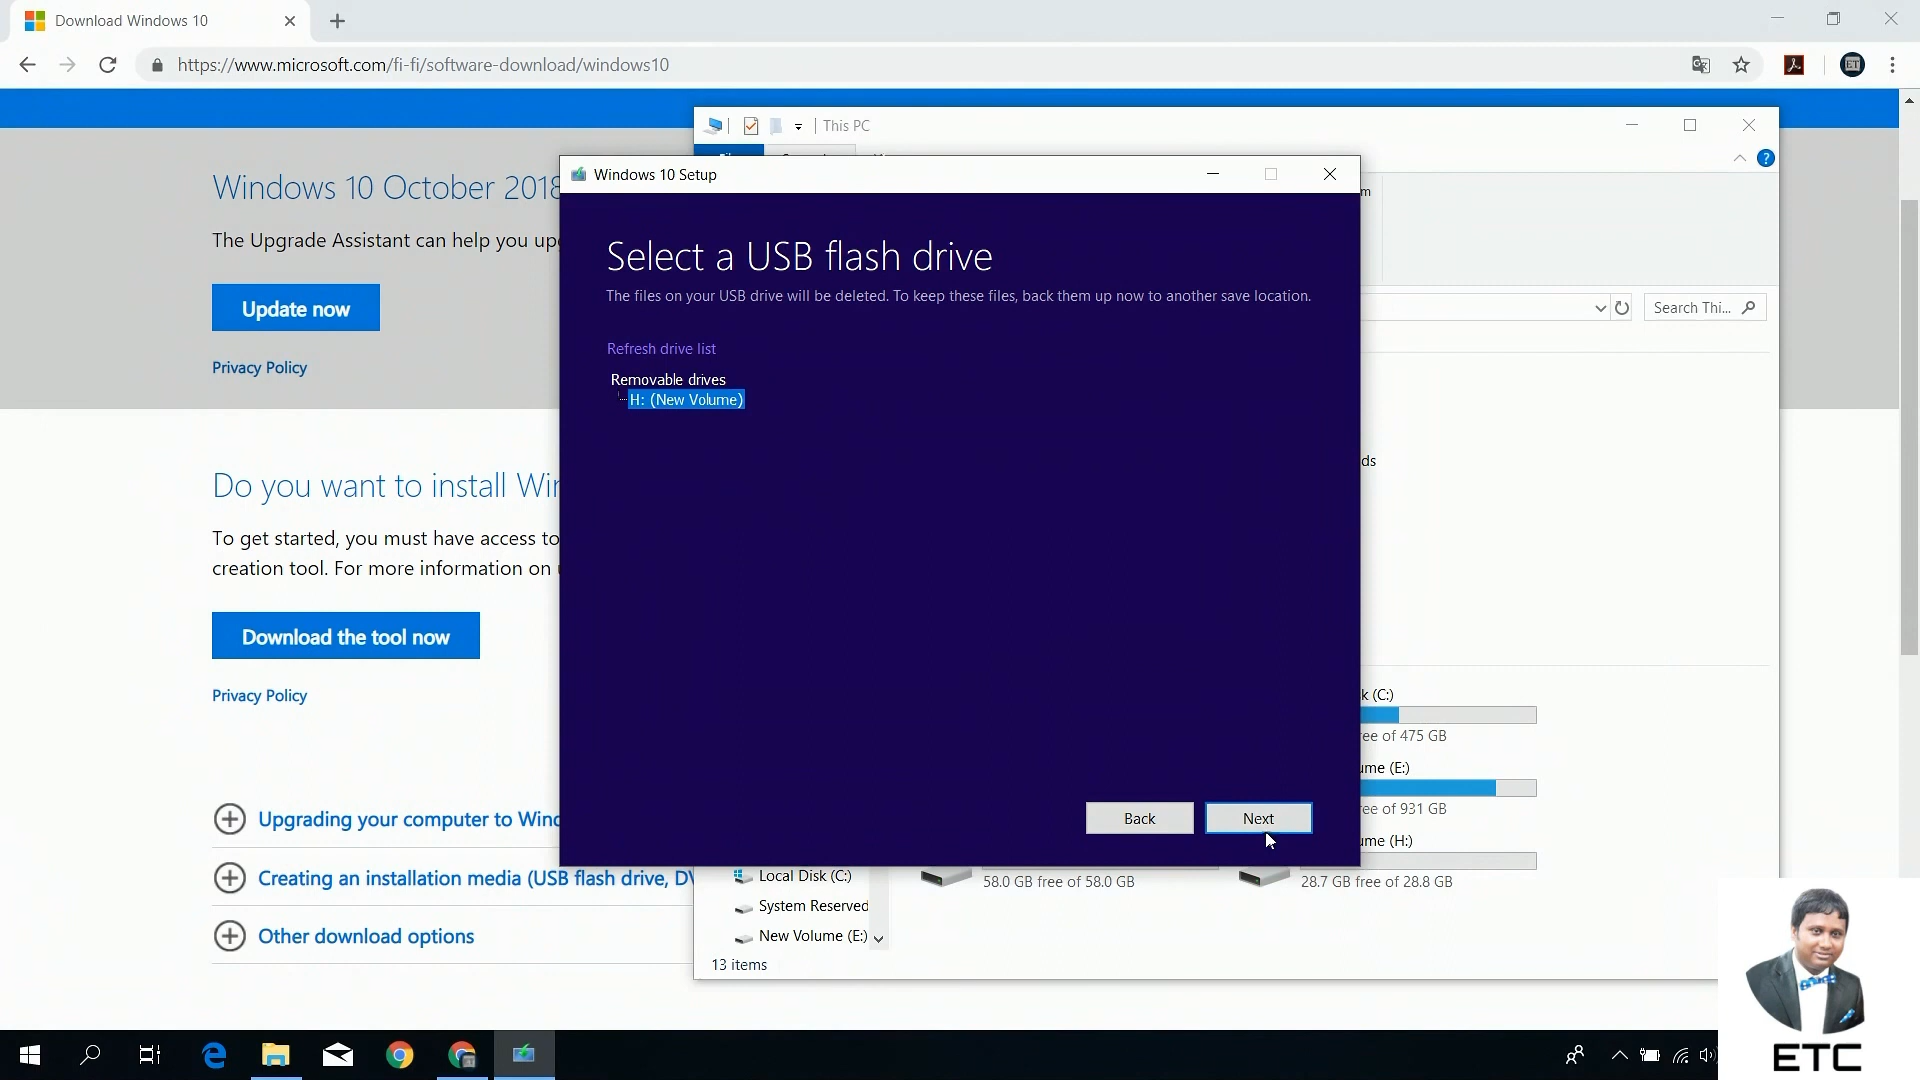 Download Windows 10
https://www.microsoft.com/fi-fi/software-download/windows10
This PC
Windows 10 October 2018
The Upgrade Assistant can help you
Update now
Privacy Policy
Do you want to install
To get started, you must have access to
creation tool. For more information on
Download the tool now
Privacy Policy
Upgrading your computer to
Creating an installation media (USB flash drive,
Other download options
Windows 10 Setup
Select a USB flash drive
The files on your USB drive will be deleted. To keep these files, back them up now to another save location.
Refresh drive list
Removable drives
H: (New Volume)
Back
Next
Search Thi...
ds
k (C:)
ree of 475 GB
ume (E:)
ree of 931 GB
ume (H:)
28.7 GB free of 28.8 GB
58.0 GB free of 58.0 GB
Local Disk (C:)
System Reserved
New Volume (E:)
13 items
ET
ETC